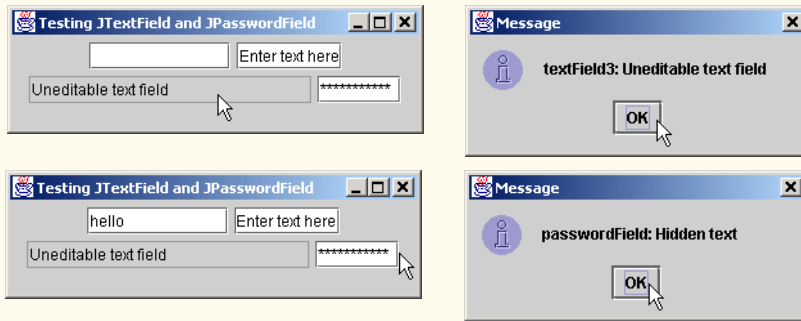 Testing JTextField and JPasswordField
Enter text here
Uneditable text field
***********
Message
textField3: Uneditable text field
OK
Testing JTextField and JPasswordField
hello
Enter text here
Uneditable text field
***********
Message
passwordField: Hidden text
OK